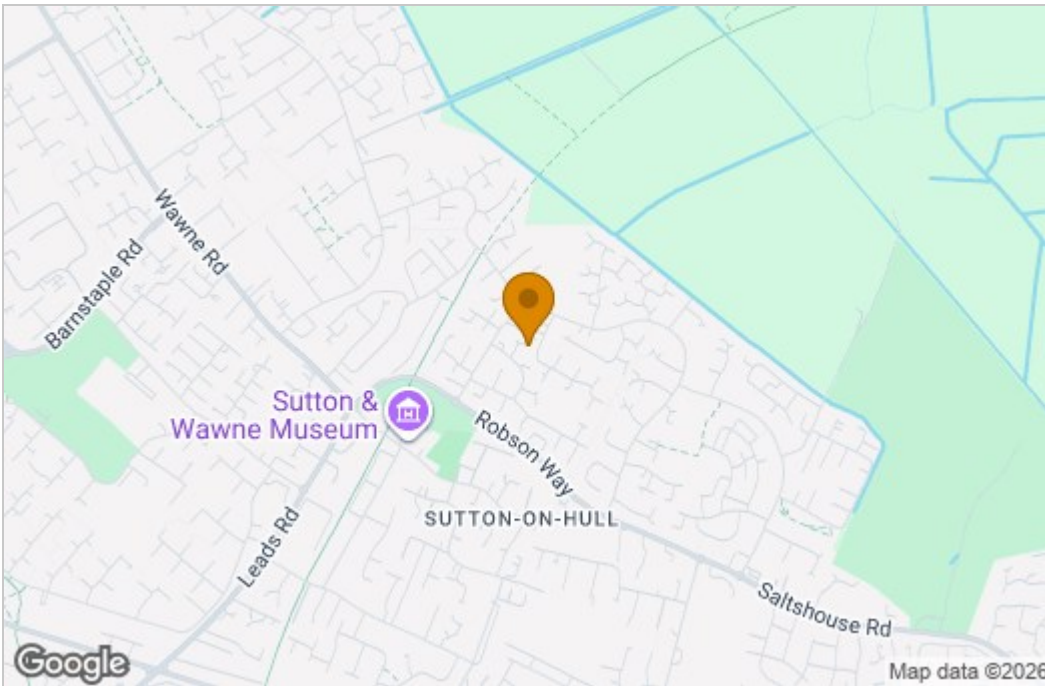 Wawne Rd
Barnstaple Rd
Sutton &
Wawne Museum
Robson Way
SUTTON-ON-HULL
Leads Rd
Saltshouse Rd
Google
Map data ©2026